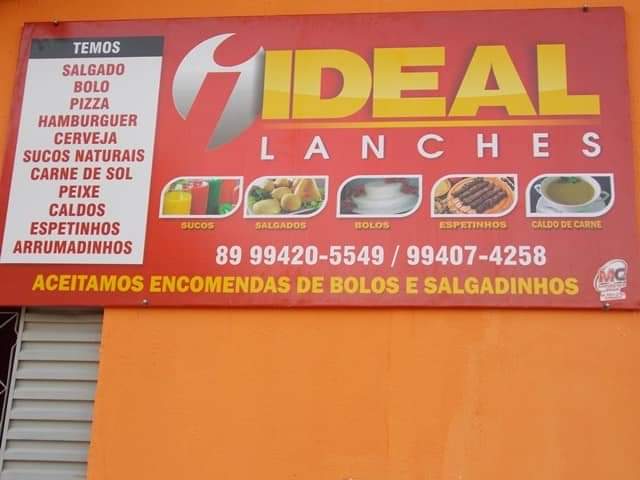 TEMOS
SALGADO
BOLO
PIZZA
HAMBURGUER
CERVEJA
SUCOS NATURAIS
CARNE DE SOL
PEIXE
CALDOS
ESPETINHOS
ARRUMADINHOS
i IDEAL
LANCHES
SUCOS SALGADOS BOLOS ESPETINHOS CALDO DE CARNE
89 99420-5549 / 99407-4258
ACEITAMOS ENCOMENDAS DE BOLOS E SALGADINHOS
MC